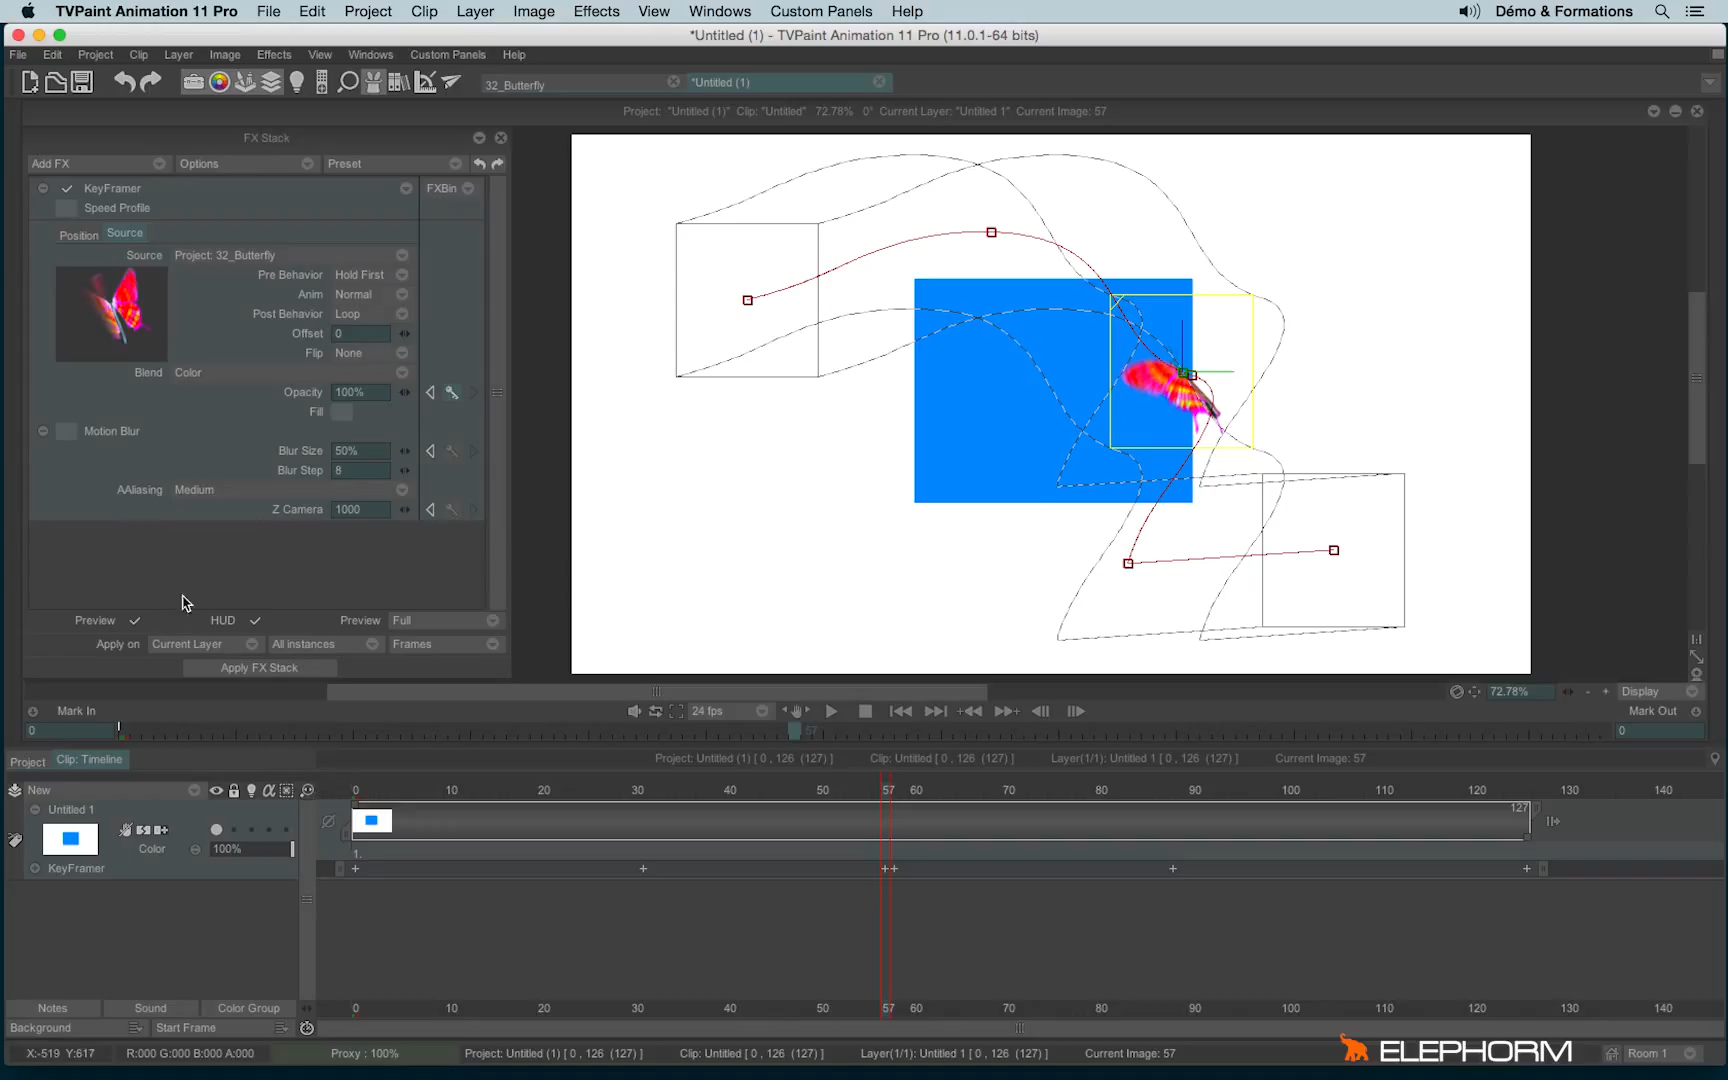 TVPaint Animation 11 Pro File Edit Project Clip Layer Image Effects View Windows Custom Panels Help Démo & Formations
*Untitled (1) - TVPaint Animation 11 Pro (11.0.1-64 bits)
File Edit Project Clip Layer Image Effects View Windows Custom Panels Help
32_Butterfly *Untitled (1)
Project: "Untitled (1)" Clip: "Untitled" 72.78% 0° Current Layer: "Untitled 1" Current Image: 57
FX Stack
Add FX Options Preset
KeyFramer FXBin
Speed Profile
Position Source
Source Project: 32_Butterfly
Pre Behavior Hold First
Anim Normal
Post Behavior Loop
Offset 0
Flip None
Blend Color
Opacity 100%
Fill
Motion Blur
Blur Size 50%
Blur Step 8
AAliasing Medium
Z Camera 1000
Preview HUD Preview Full
Apply on Current Layer All instances Frames
Apply FX Stack
1:1
72.78% - + Display
Mark In 24 fps Mark Out
0 57 0
Project Clip: Timeline Project: Untitled (1) [ 0 , 126 (127) ] Clip: Untitled [ 0 , 126 (127) ] Layer(1/1): Untitled 1 [ 0 , 126 (127) ] Current Image: 57
New 0 10 20 30 40 50 57 60 70 80 90 100 110 120 130 140
Untitled 1 127
Color 100%
1.
KeyFramer
Notes Sound Color Group 0 10 20 30 40 50 57 60 70 80 90 100 110 120 130 140
Background Start Frame
X:-519 Y:617 R:000 G:000 B:000 A:000 Proxy : 100% Project: Untitled (1) [ 0 , 126 (127) ] Clip: Untitled [ 0 , 126 (127) ] Layer(1/1): Untitled 1 [ 0 , 126 (127) ] Current Image: 57 ELEPHORM Room 1